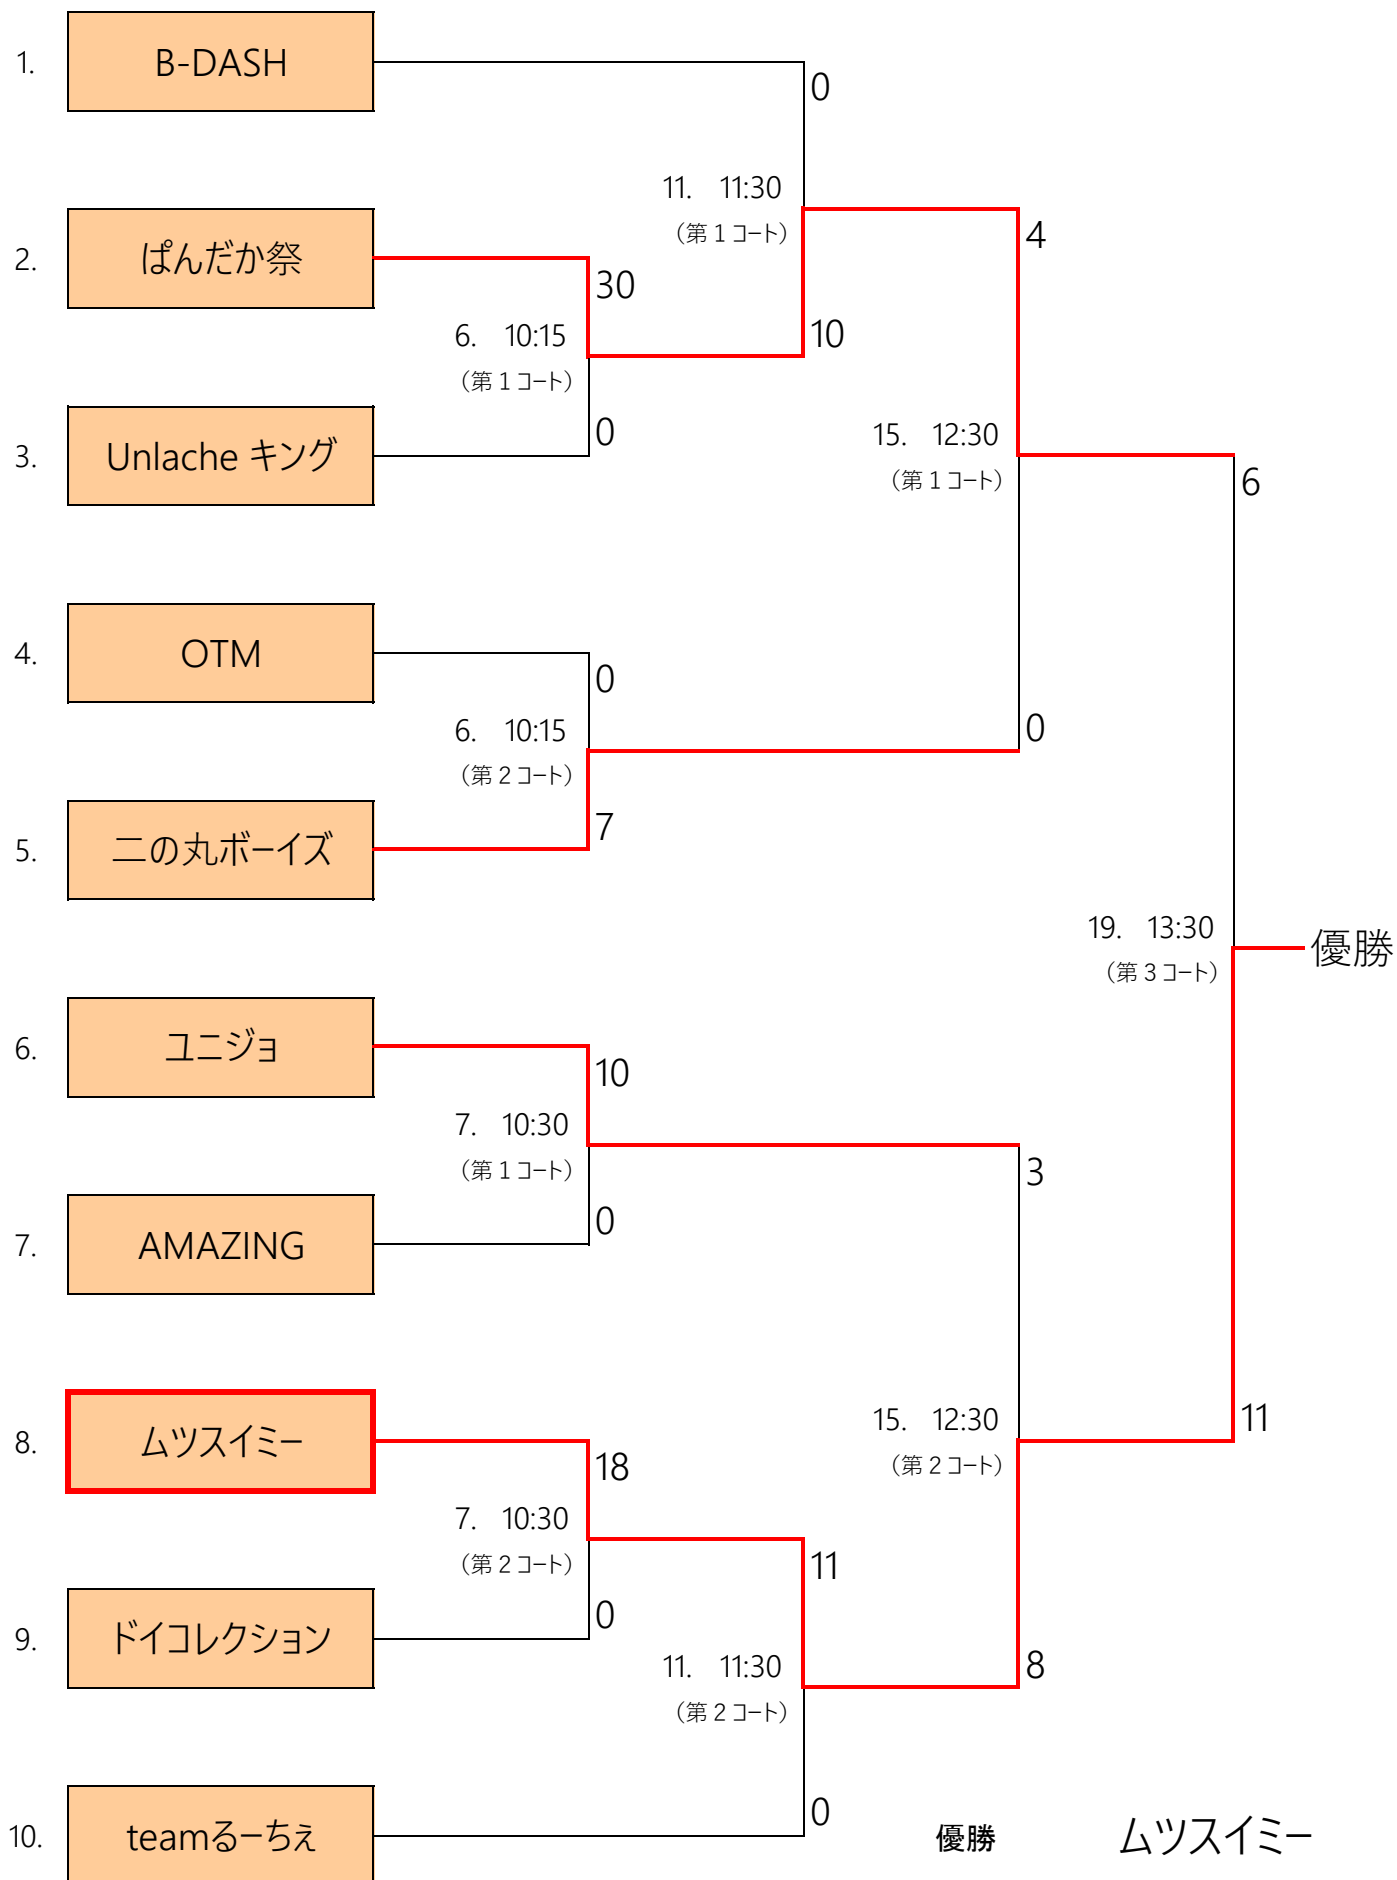 1. B-DASH
0
11. 11:30
（第１コート）
4
2. ぱんだか祭
30
10
6. 10:15
（第１コート）
0
3. Unlache キング
15. 12:30
（第１コート）
6
4. OTM
0
6. 10:15
（第２コート）
0
7
5. 二の丸ボーイズ
19. 13:30
（第３コート）
優勝
6. ユニジョ
10
7. 10:30
（第１コート）
3
0
7. AMAZING
15. 12:30
（第２コート）
11
8. ムツスイミー
18
7. 10:30
（第２コート）
11
0
9. ドイコレクション
11. 11:30
（第２コート）
8
0
10. teamるーちぇ
優勝 ムツスイミー